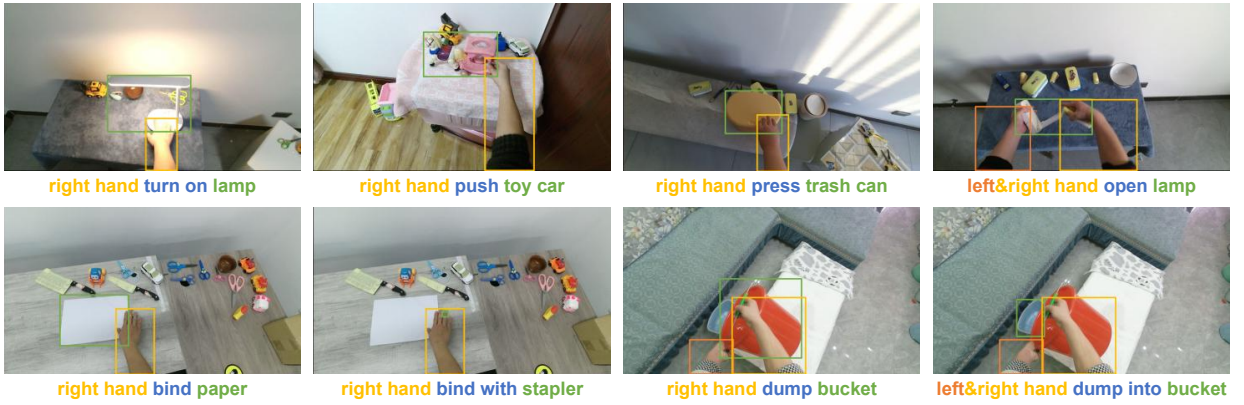 right hand turn on lamp
right hand push toy car
right hand press trash can
left&right hand open lamp
right hand bind paper
right hand bind with stapler
right hand dump bucket
left&right hand dump into bucket